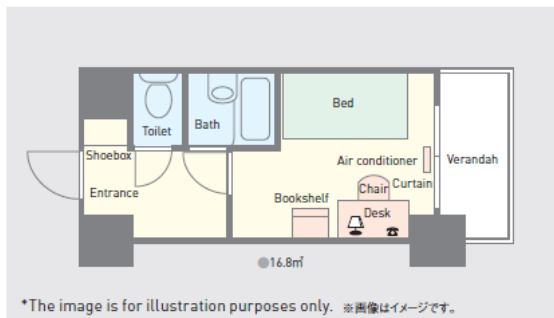 Bed
Toilet
Bath
Shoebox
Air conditioner
Verandah
Entrance
Chair
Curtain
Bookshelf
Desk
●16.8㎡
*The image is for illustration purposes only. ※画像はイメージです。